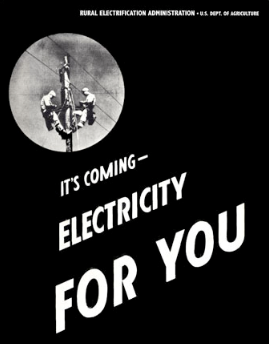 RURAL ELECTRIFICATION ADMINISTRATION • U.S. DEPT. OF AGRICULTURE
IT'S COMING—
ELECTRICITY
FOR YOU